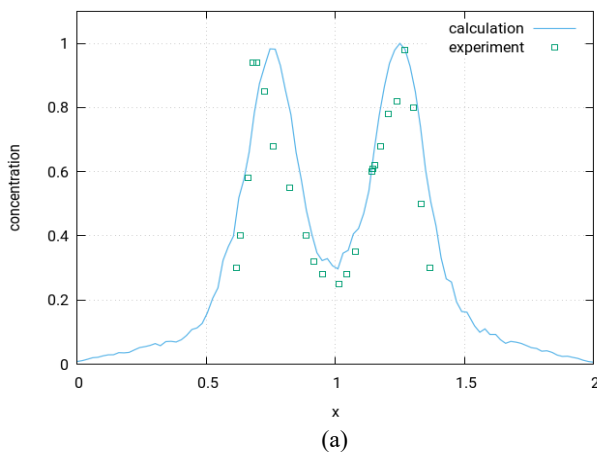 calculation
experiment
1
0.8
0.6
0.4
0.2
0
concentration
0 0.5 1 1.5 2
x
(a)